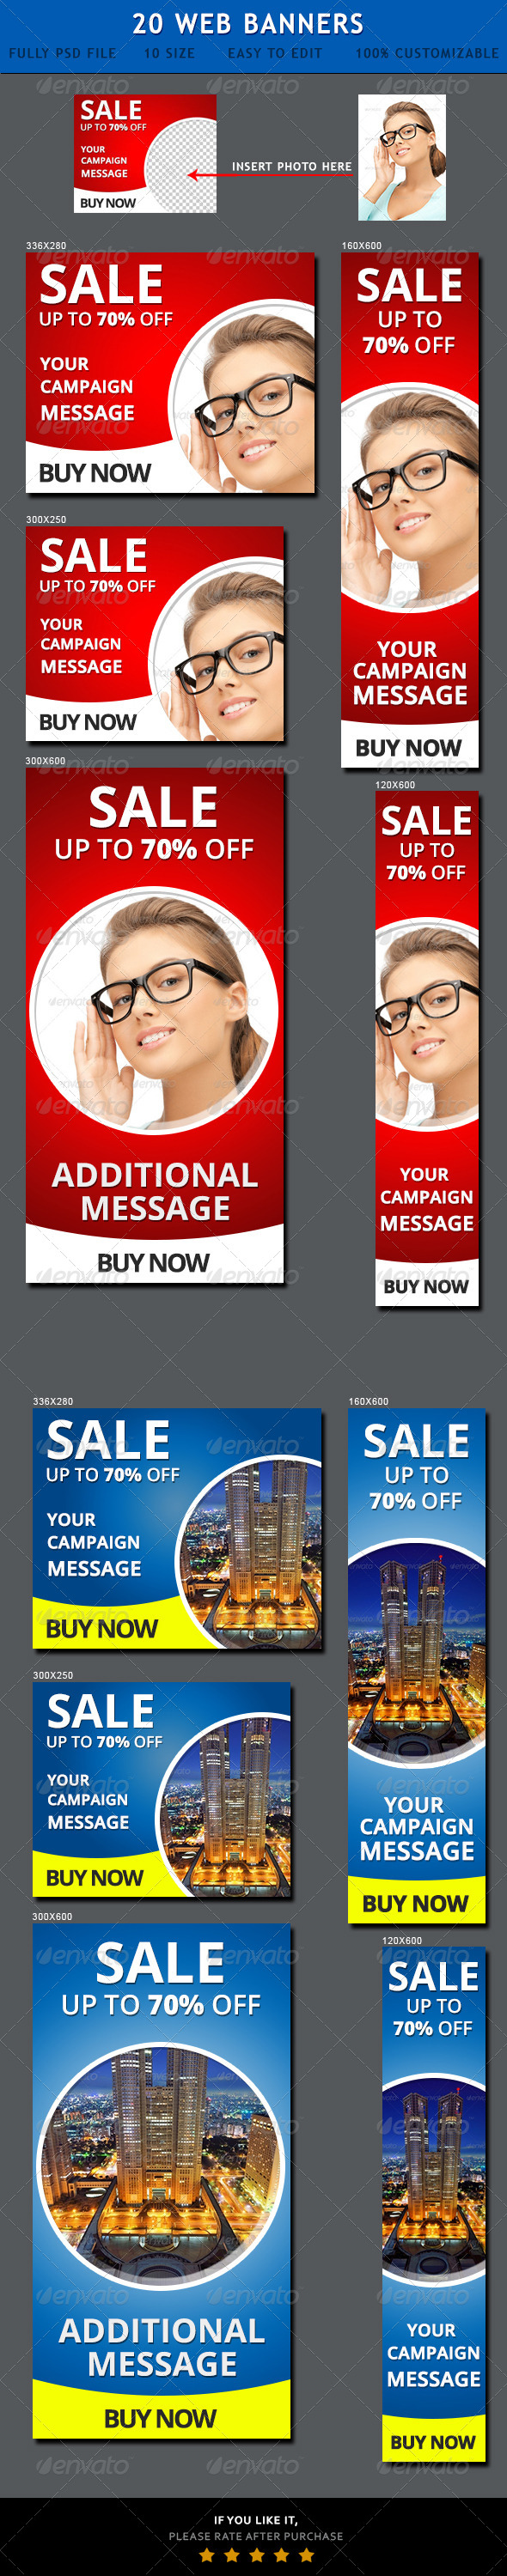 20 WEB BANNERS
FULLY PSD FILE 10 SIZE EASY TO EDIT 100% CUSTOMIZABLE
SALE
UP TO 70% OFF
YOUR
CAMPAIGN
MESSAGE
BUY NOW
INSERT PHOTO HERE
336X280
SALE
UP TO 70% OFF
YOUR
CAMPAIGN
MESSAGE
BUY NOW
160X600
SALE
UP TO
70% OFF
YOUR
CAMPAIGN
MESSAGE
BUY NOW
300X250
SALE
UP TO 70% OFF
YOUR
CAMPAIGN
MESSAGE
BUY NOW
300X600
SALE
UP TO 70% OFF
ADDITIONAL
MESSAGE
BUY NOW
120X600
SALE
UP TO
70% OFF
YOUR
CAMPAIGN
MESSAGE
BUY NOW
336X280
SALE
UP TO 70% OFF
YOUR
CAMPAIGN
MESSAGE
BUY NOW
160X600
SALE
UP TO
70% OFF
YOUR
CAMPAIGN
MESSAGE
BUY NOW
300X250
SALE
UP TO 70% OFF
YOUR
CAMPAIGN
MESSAGE
BUY NOW
300X600
SALE
UP TO 70% OFF
ADDITIONAL
MESSAGE
BUY NOW
120X600
SALE
UP TO
70% OFF
YOUR
CAMPAIGN
MESSAGE
BUY NOW
IF YOU LIKE IT,
PLEASE RATE AFTER PURCHASE
envato